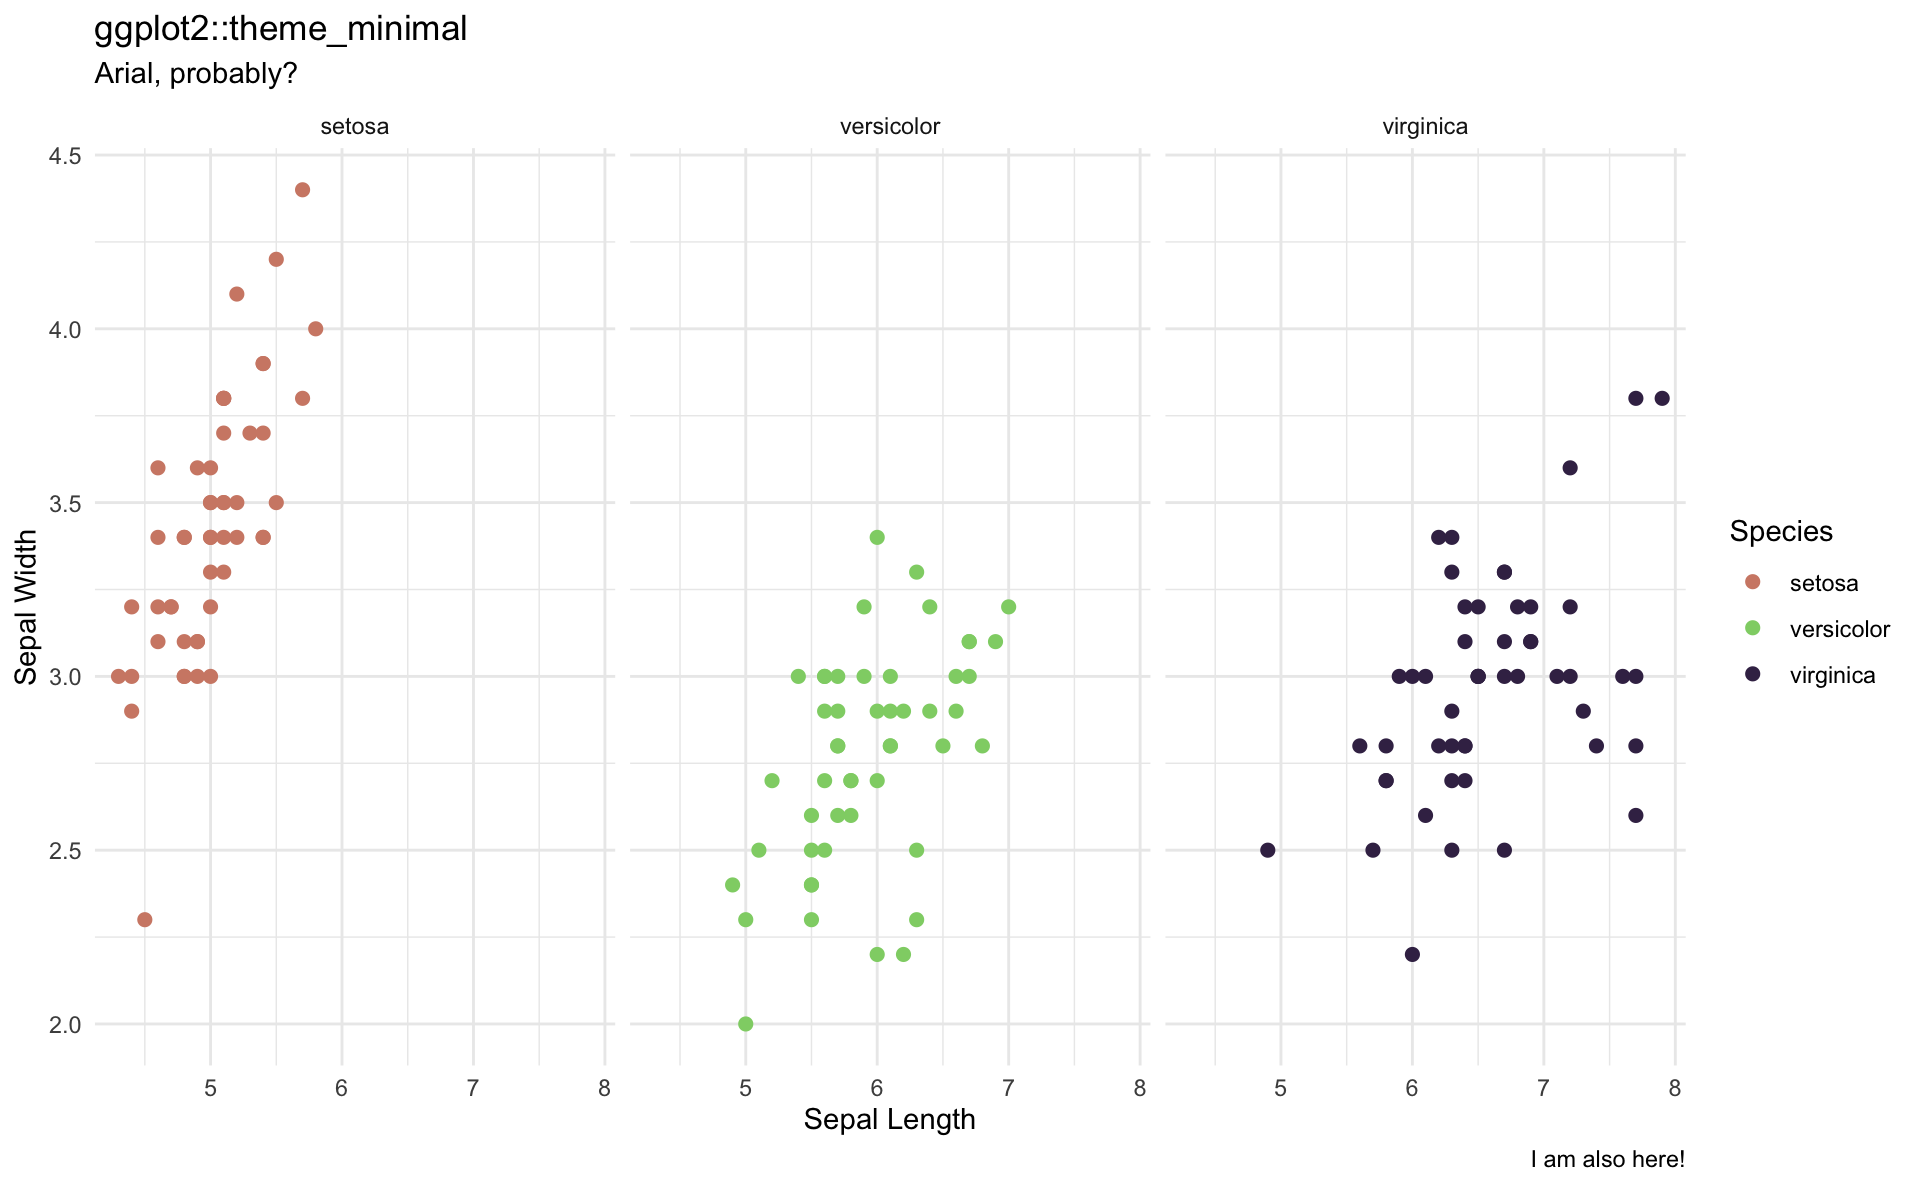 ggplot2::theme_minimal
Arial, probably?
setosa
versicolor
virginica
4.5
4.0
3.5
3.0
2.5
2.0
Sepal Width
5 6 7 8
5 6 7 8
5 6 7 8
Sepal Length
Species
setosa
versicolor
virginica
I am also here!